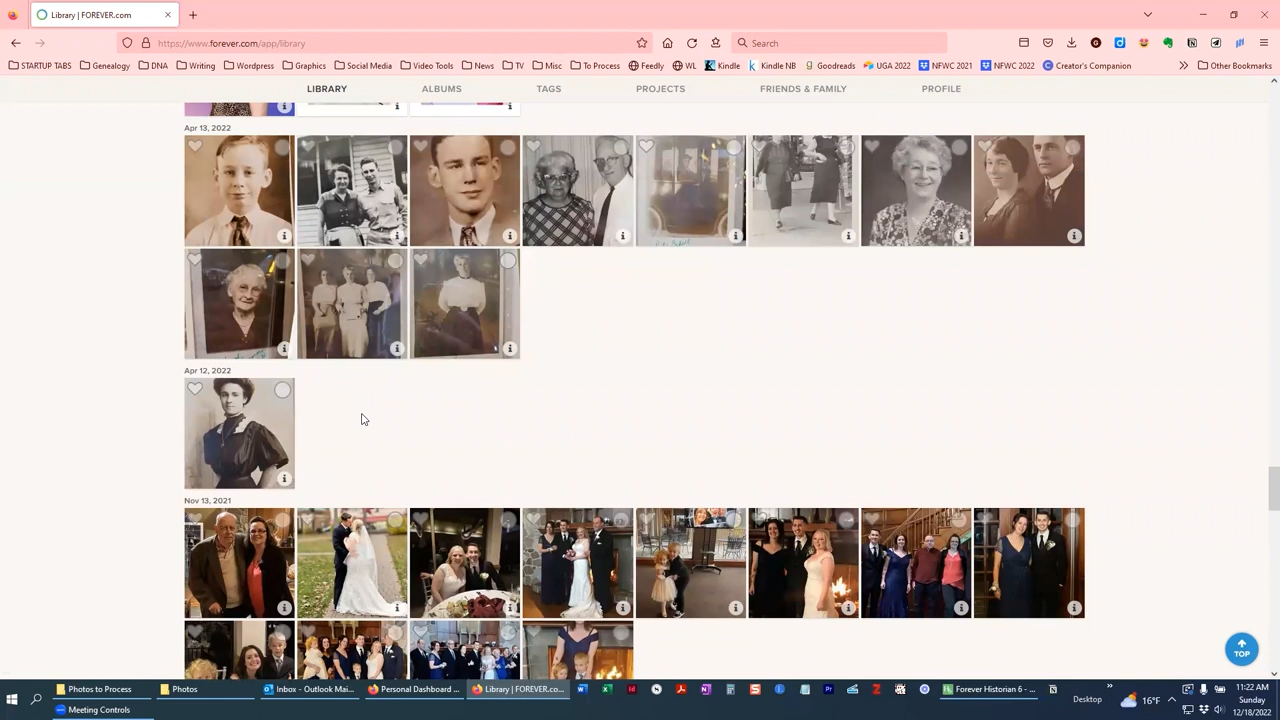 Library | FOREVER.com
https://www.forever.com/app/library
Search
STARTUP TABS Genealogy DNA Writing Wordpress Graphics Social Media Video Tools News TV Misc To Process Feedly WL Kindle Kindle NB Goodreads UGA 2022 NFWC 2021 NFWC 2022 Creator's Companion Other Bookmarks
LIBRARY ALBUMS TAGS PROJECTS FRIENDS & FAMILY PROFILE
Apr 13, 2022
Apr 12, 2022
Nov 13, 2021
TOP
Photos to Process Photos Inbox - Outlook Mai... Personal Dashboard ... Library | FOREVER.co... Forever Historian 6 - ... Desktop 16°F 11:22 AM
Sunday
Meeting Controls 12/18/2022